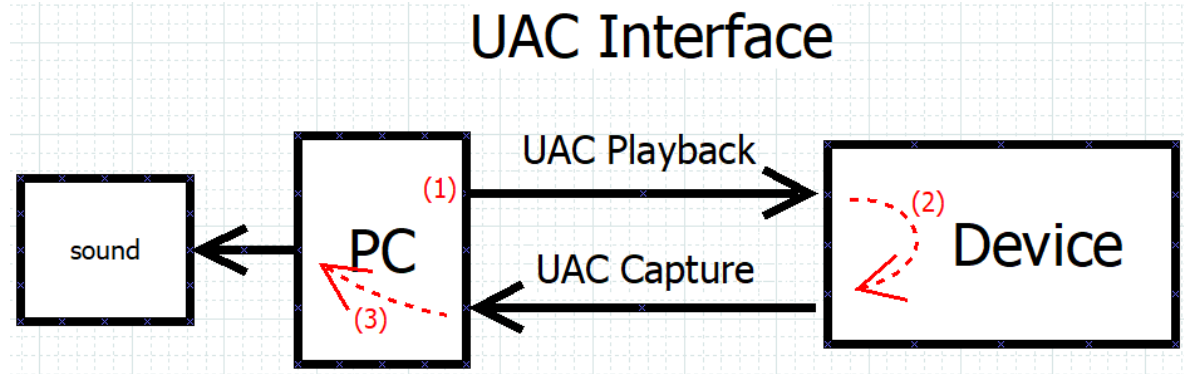 UAC Interface
UAC Playback
(1)
(2)
sound
PC
Device
UAC Capture
(3)